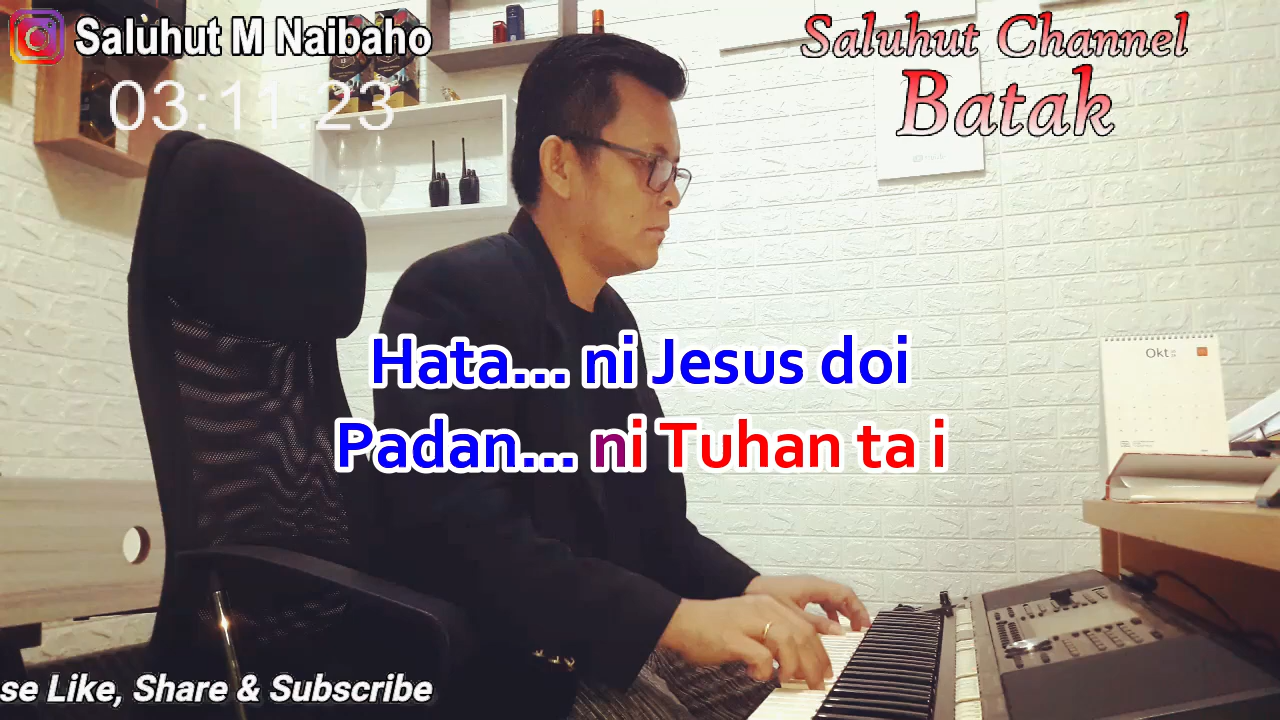 Saluhut M Naibaho
03:11:23
Saluhut Channel
Batak
Okt
Hata... ni Jesus doi
Padan... ni Tuhan ta i
se Like, Share & Subscribe